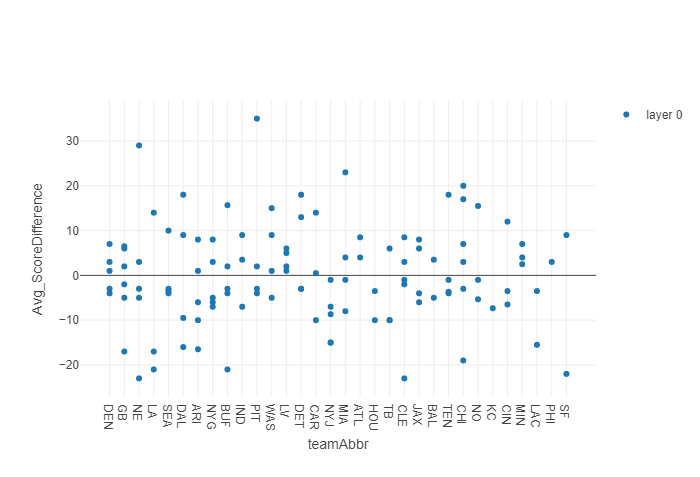 layer 0
30
20
10
0
−10
−20
Avg_ScoreDifference
DEN
GB
NE
LA
SEA
DAL
ARI
NYG
BUF
IND
PIT
WAS
LV
DET
CAR
NYJ
MIA
ATL
HOU
TB
CLE
JAX
BAL
TEN
CHI
NO
KC
CIN
MIN
LAC
PHI
SF
teamAbbr